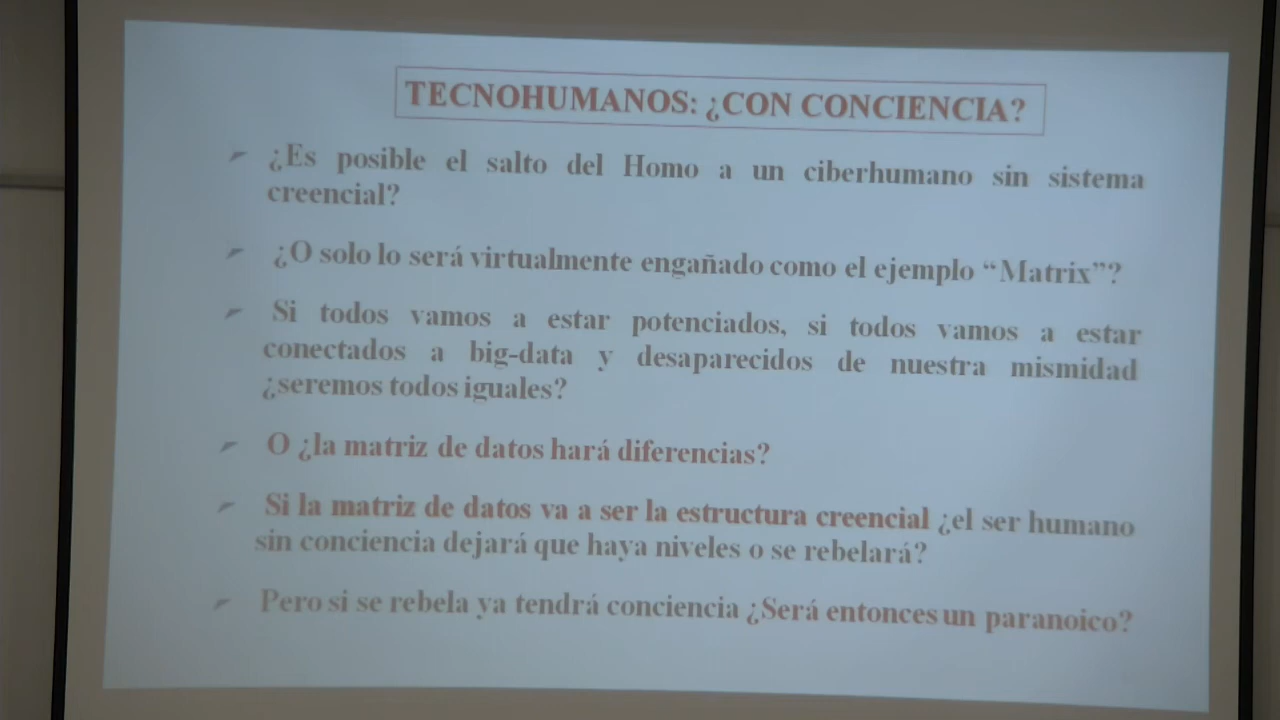 TECNOHUMANOS: ¿CON CONCIENCIA?
¿Es posible el salto del Homo a un ciberhumano sin sistema
creencial?
¿O solo lo será virtualmente engañado como el ejemplo “Matrix”?
Si todos vamos a estar potenciados, si todos vamos a estar
conectados a big-data y desaparecidos de nuestra mismidad
¿seremos todos iguales?
O ¿la matriz de datos hará diferencias?
Si la matriz de datos va a ser la estructura creencial ¿el ser humano
sin conciencia dejará que haya niveles o se rebelará?
Pero si se rebela ya tendrá conciencia ¿Será entonces un paranoico?